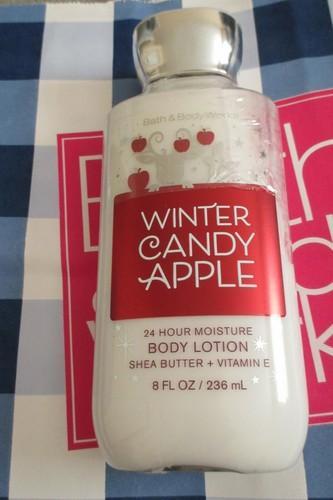 Bath & Body Works
WINTER
CANDY
APPLE
24 HOUR MOISTURE
BODY LOTION
SHEA BUTTER + VITAMIN E
8 FL OZ / 236 mL